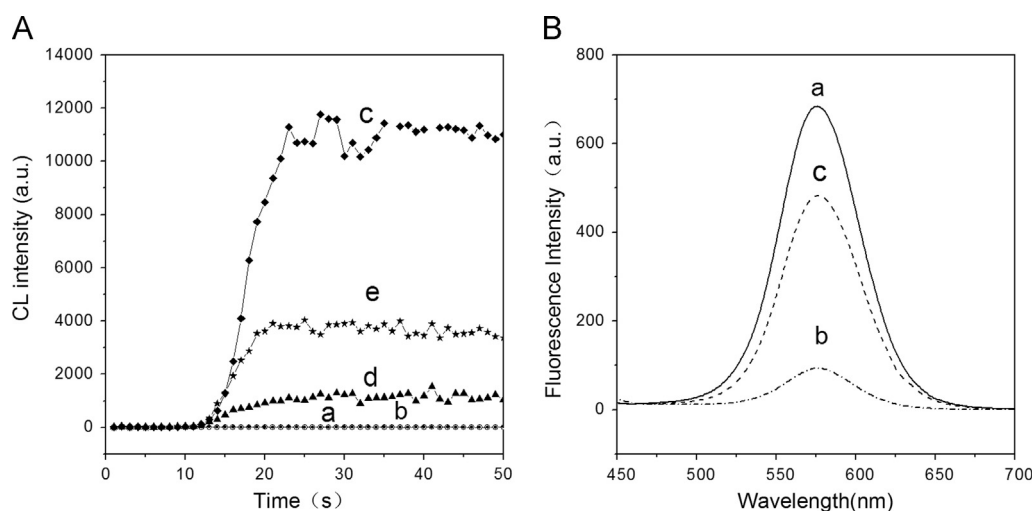 A
CL intensity (a.u.)
14000
12000
10000
8000
6000
4000
2000
0
c
e
d
a
b
0
10
20
30
40
50
Time（s）
B
Fluorescence Intensity（a.u.）
800
600
400
200
0
a
c
b
450
500
550
600
650
700
Wavelength(nm)